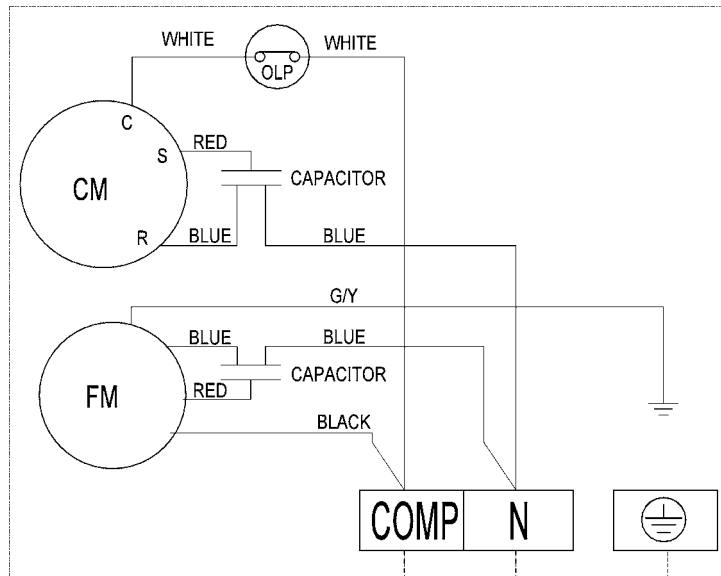 WHITE
WHITE
OLP
C
S
RED
CM
CAPACITOR
R
BLUE
BLUE
G/Y
BLUE
BLUE
FM
CAPACITOR
RED
BLACK
COMP
N